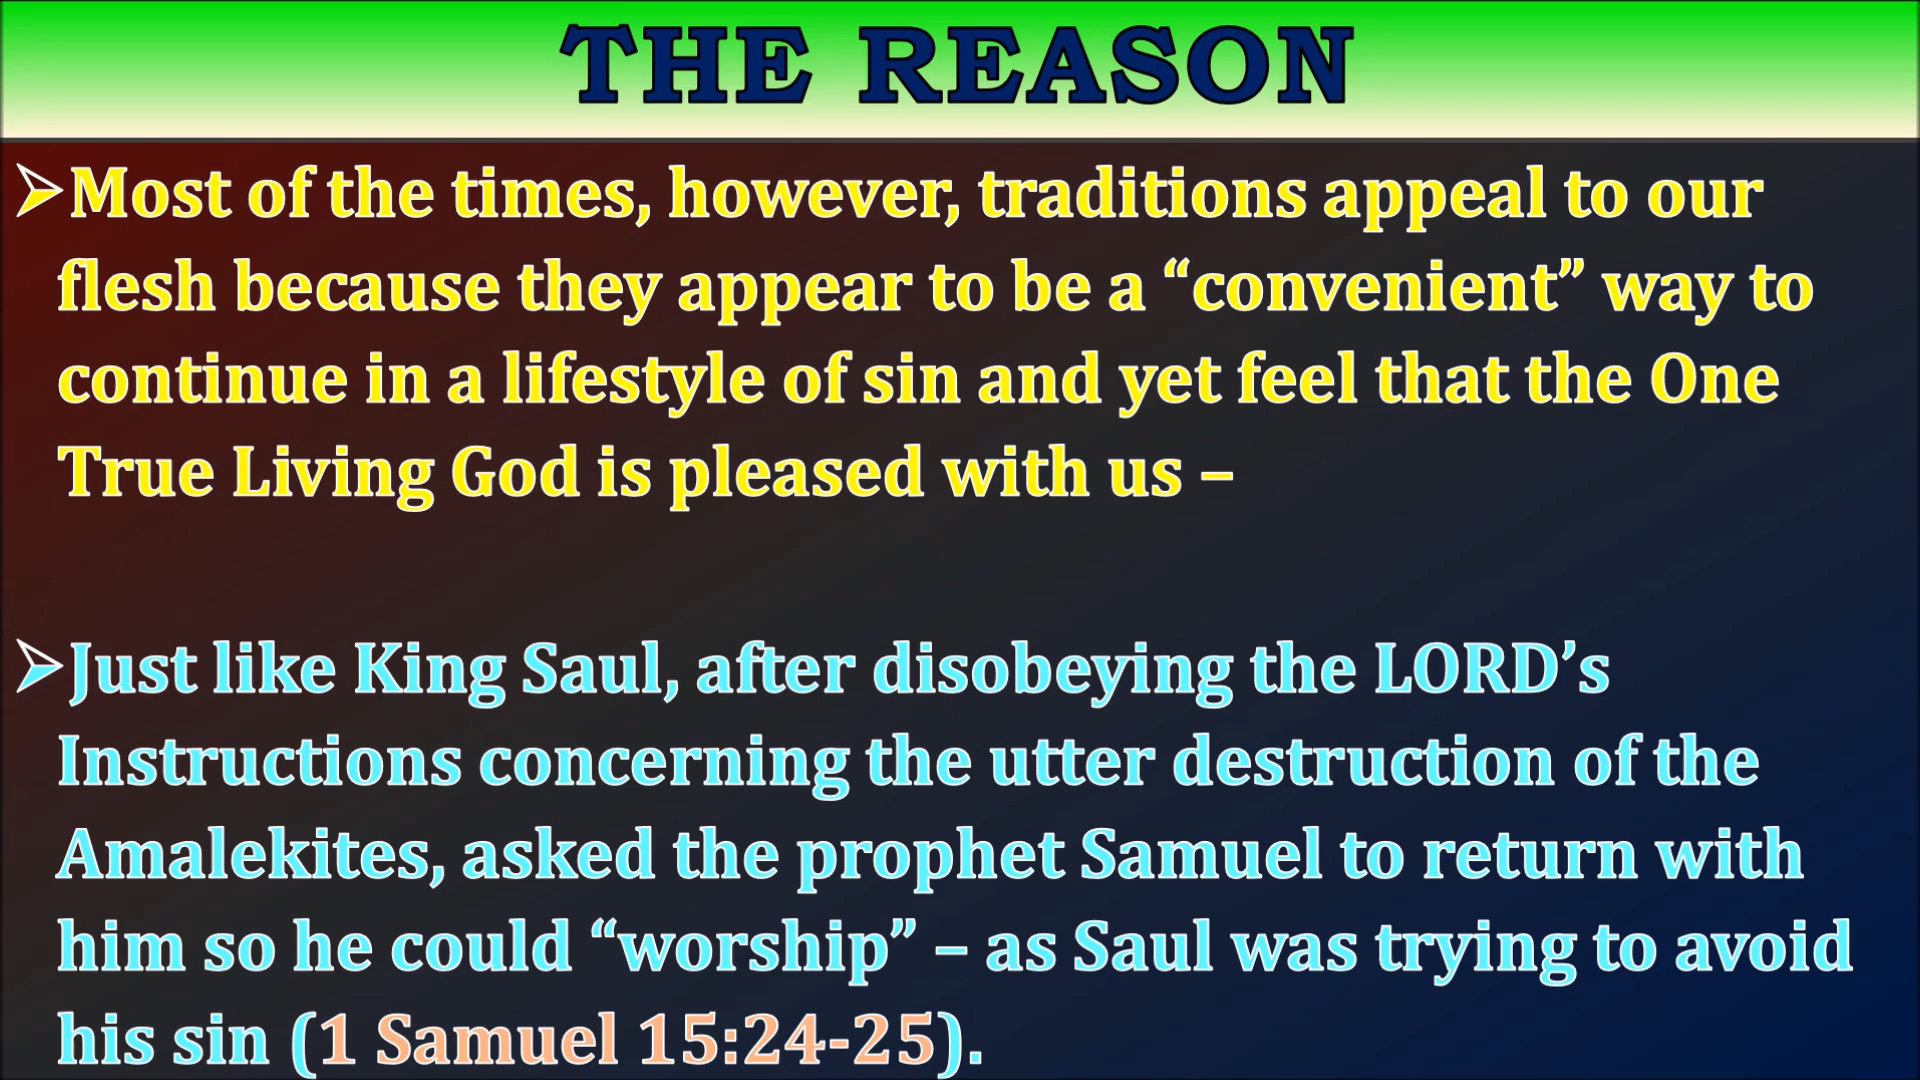 THE REASON
➢Most of the times, however, traditions appeal to our
flesh because they appear to be a “convenient” way to
continue in a lifestyle of sin and yet feel that the One
True Living God is pleased with us –
➢Just like King Saul, after disobeying the LORD’s
Instructions concerning the utter destruction of the
Amalekites, asked the prophet Samuel to return with
him so he could “worship” – as Saul was trying to avoid
his sin (1 Samuel 15:24-25).